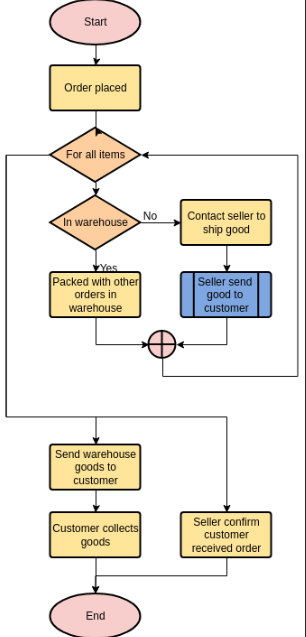 Start
Order placed
For all items
In warehouse
No
Contact seller to
ship good
Yes
Packed with other
orders in
warehouse
Seller send
good to
customer
Send warehouse
goods to
customer
Customer collects
goods
Seller confirm
customer
received order
End